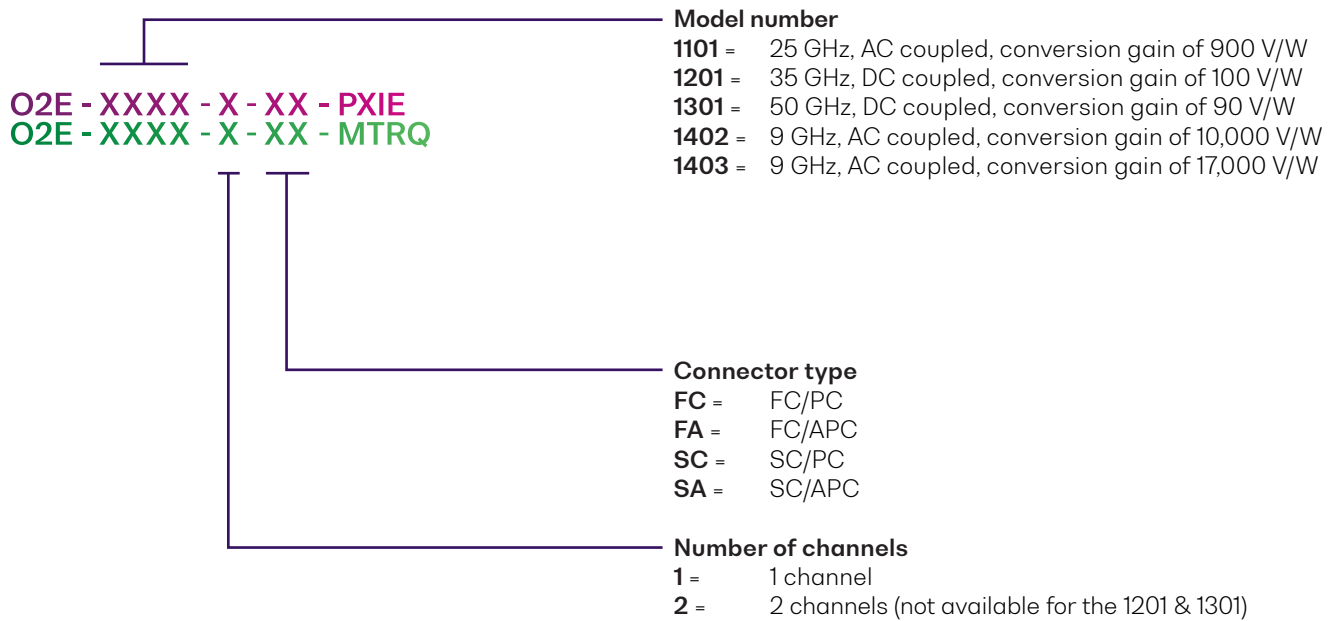 Model number
1101 = 25 GHz, AC coupled, conversion gain of 900 V/W
1201 = 35 GHz, DC coupled, conversion gain of 100 V/W
1301 = 50 GHz, DC coupled, conversion gain of 90 V/W
1402 = 9 GHz, AC coupled, conversion gain of 10,000 V/W
1403 = 9 GHz, AC coupled, conversion gain of 17,000 V/W
O2E - XXXX - X - XX - PXIE
O2E - XXXX - X - XX - MTRQ
Connector type
FC = FC/PC
FA = FC/APC
SC = SC/PC
SA = SC/APC
Number of channels
1 = 1 channel
2 = 2 channels (not available for the 1201 & 1301)